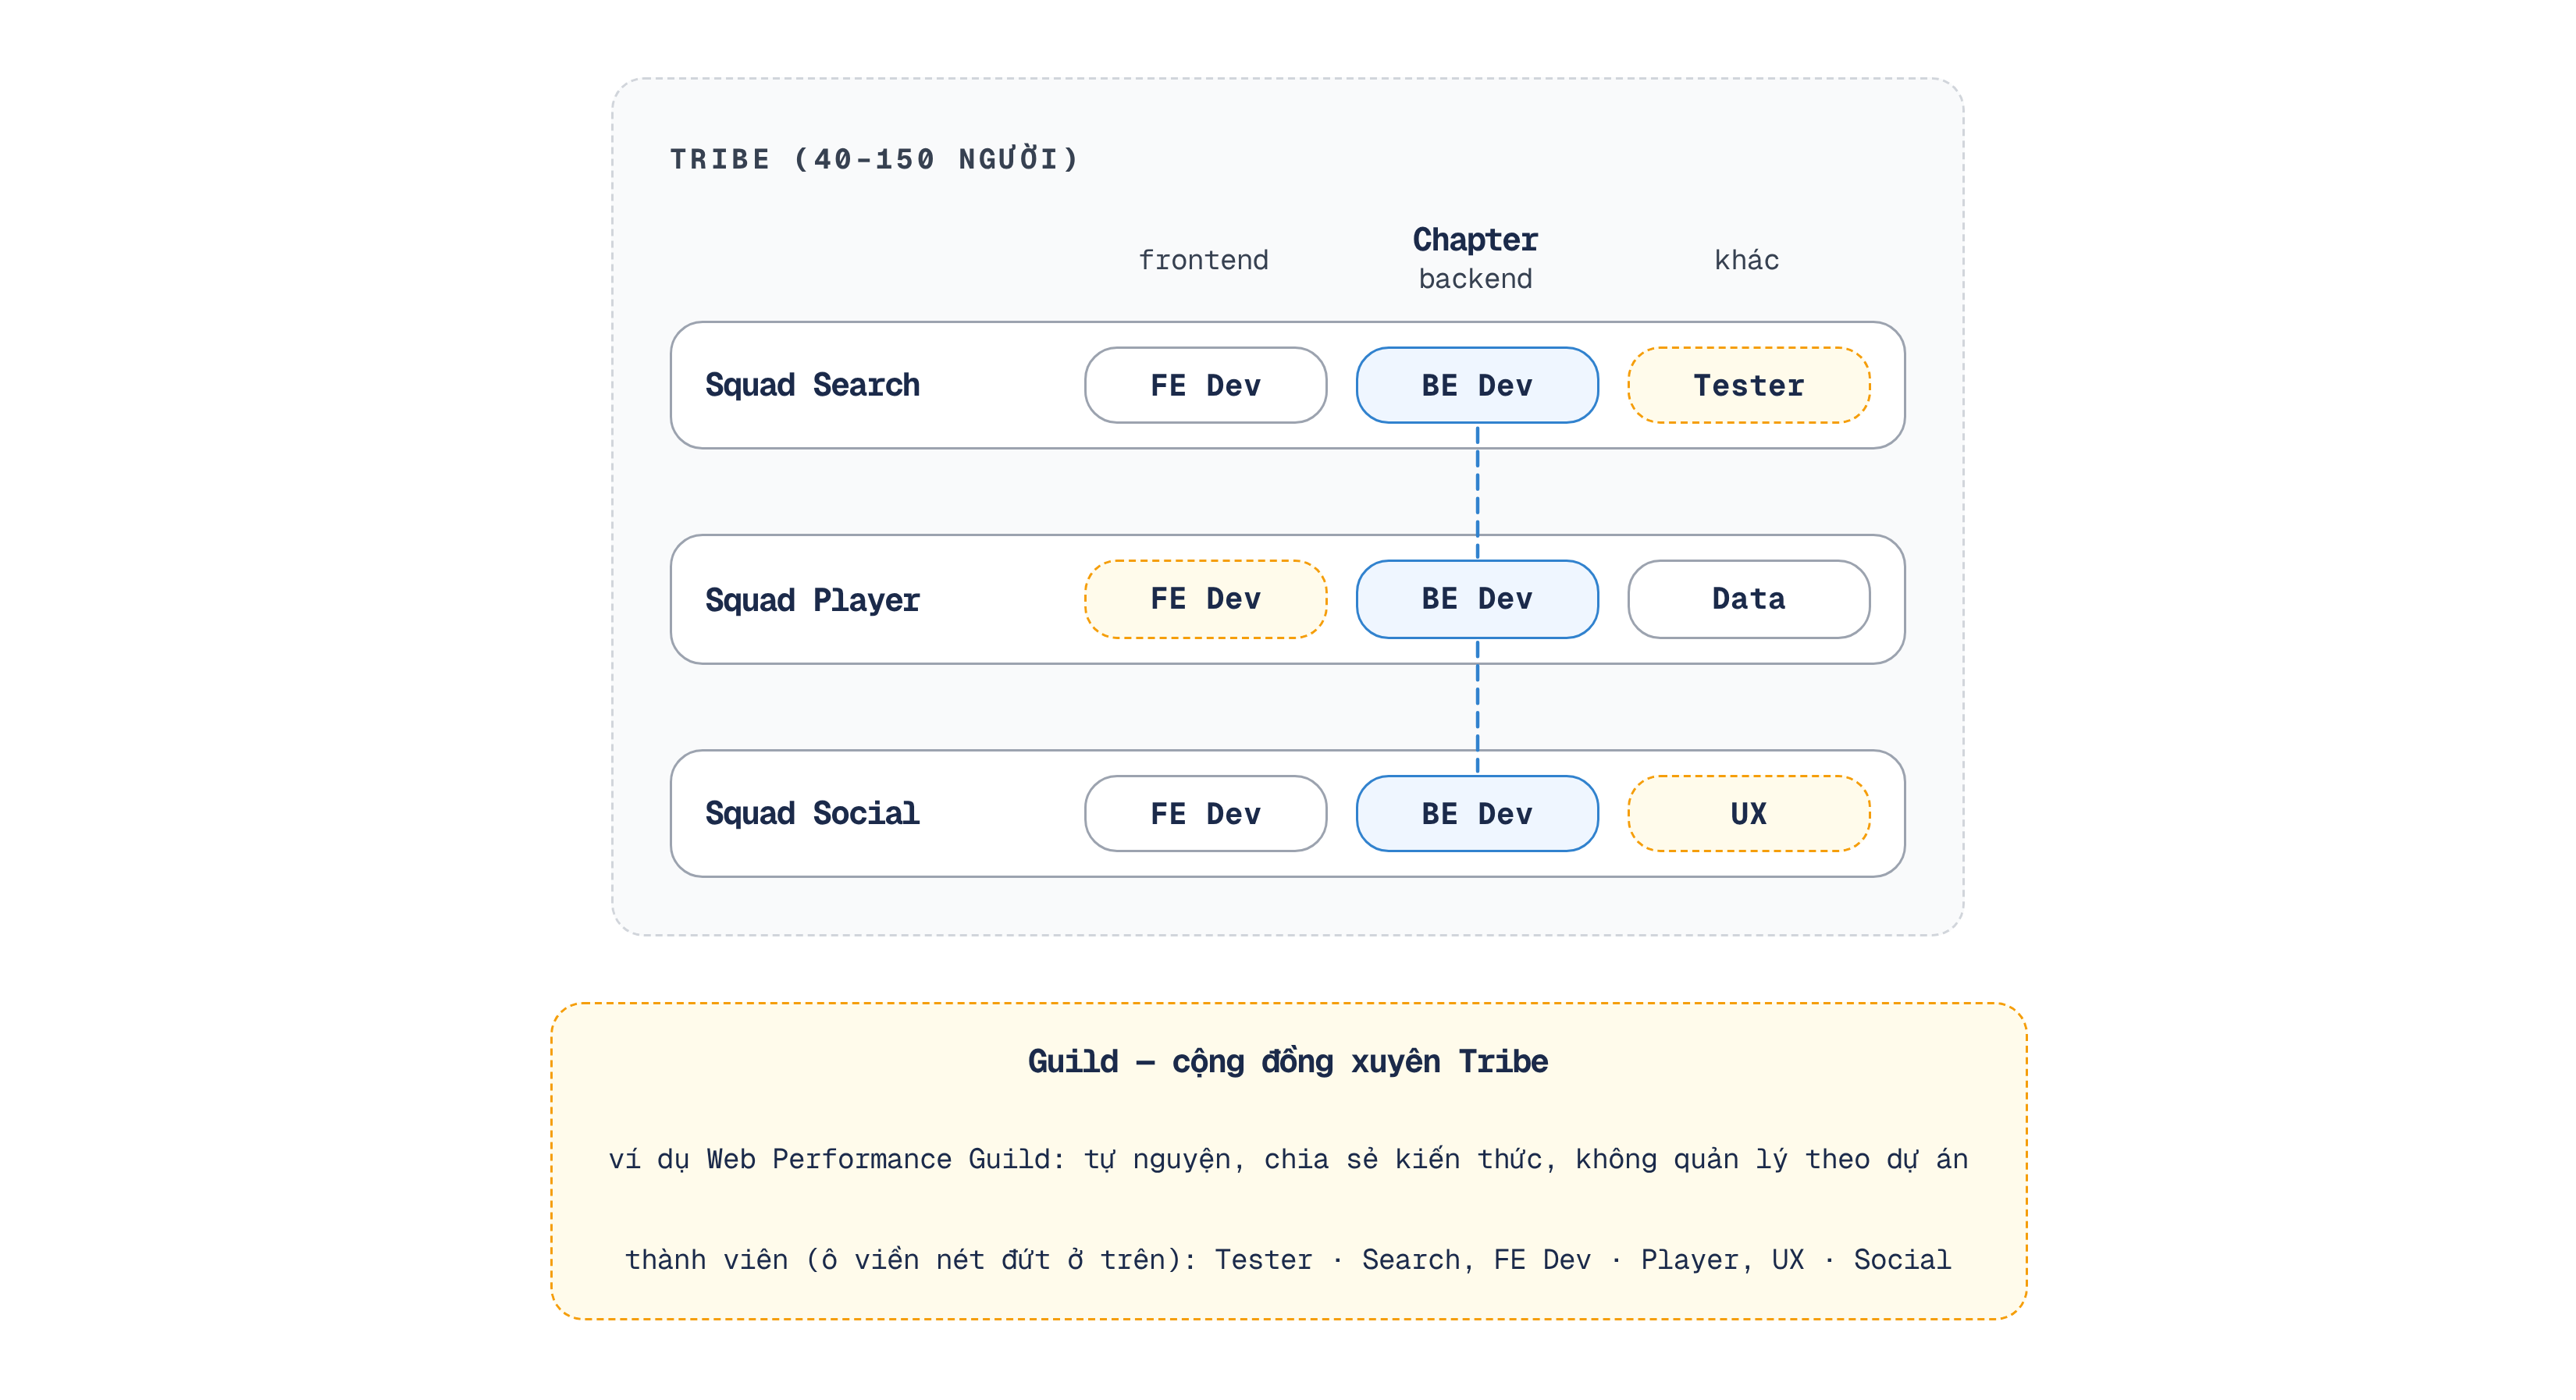 TRIBE (40–150 NGƯỜI)
frontend
Chapter
backend
khác
Squad Search
FE Dev
BE Dev
Tester
Squad Player
FE Dev
BE Dev
Data
Squad Social
FE Dev
BE Dev
UX
Guild — cộng đồng xuyên Tribe
ví dụ Web Performance Guild: tự nguyện, chia sẻ kiến thức, không quản lý theo dự án
thành viên (ô viền nét đứt ở trên): Tester · Search, FE Dev · Player, UX · Social